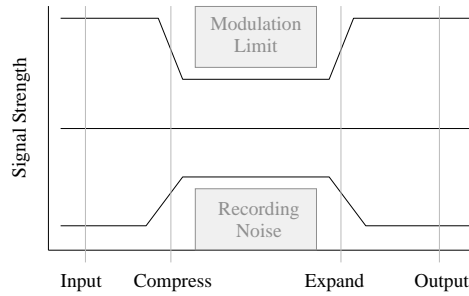 Modulation
Limit
Signal Strength
Recording
Noise
Input Compress Expand Output